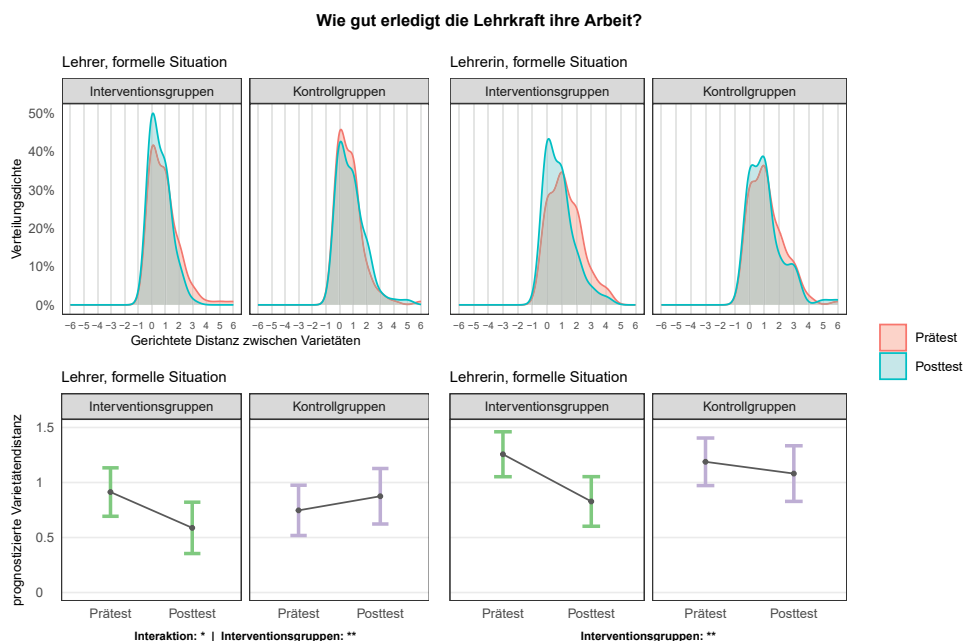 Wie gut erledigt die Lehrkraft ihre Arbeit?
Lehrer, formelle Situation
Lehrerin, formelle Situation
Interventionsgruppen
Kontrollgruppen
Interventionsgruppen
Kontrollgruppen
Verteilungsdichte
50%
40%
30%
20%
10%
0%
−6 −5 −4 −3 −2 −1 0 1 2 3 4 5 6
−6 −5 −4 −3 −2 −1 0 1 2 3 4 5 6
−6 −5 −4 −3 −2 −1 0 1 2 3 4 5 6
−6 −5 −4 −3 −2 −1 0 1 2 3 4 5 6
Gerichtete Distanz zwischen Varietäten
Prätest
Posttest
Lehrer, formelle Situation
Lehrerin, formelle Situation
Interventionsgruppen
Kontrollgruppen
Interventionsgruppen
Kontrollgruppen
prognostizierte Varietätendistanz
1.5
1
0.5
0
Prätest Posttest
Prätest Posttest
Prätest Posttest
Prätest Posttest
Interaktion: * | Interventionsgruppen: **
Interventionsgruppen: **